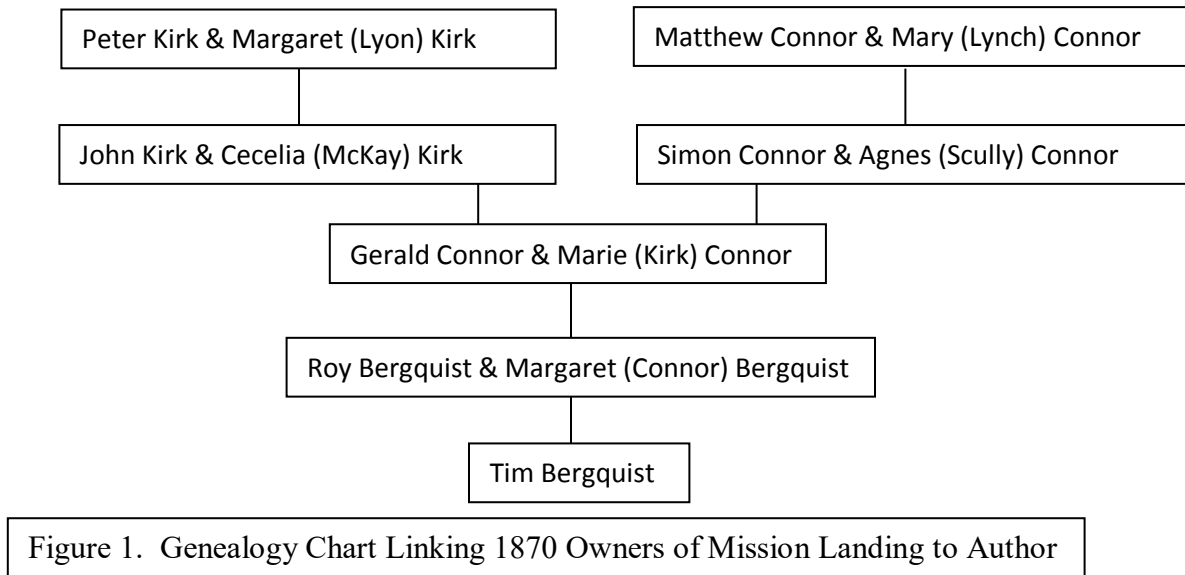 Peter Kirk & Margaret (Lyon) Kirk
Matthew Connor & Mary (Lynch) Connor
John Kirk & Cecelia (McKay) Kirk
Simon Connor & Agnes (Scully) Connor
Gerald Connor & Marie (Kirk) Connor
Roy Bergquist & Margaret (Connor) Bergquist
Tim Bergquist
Figure 1.  Genealogy Chart Linking 1870 Owners of Mission Landing to Author